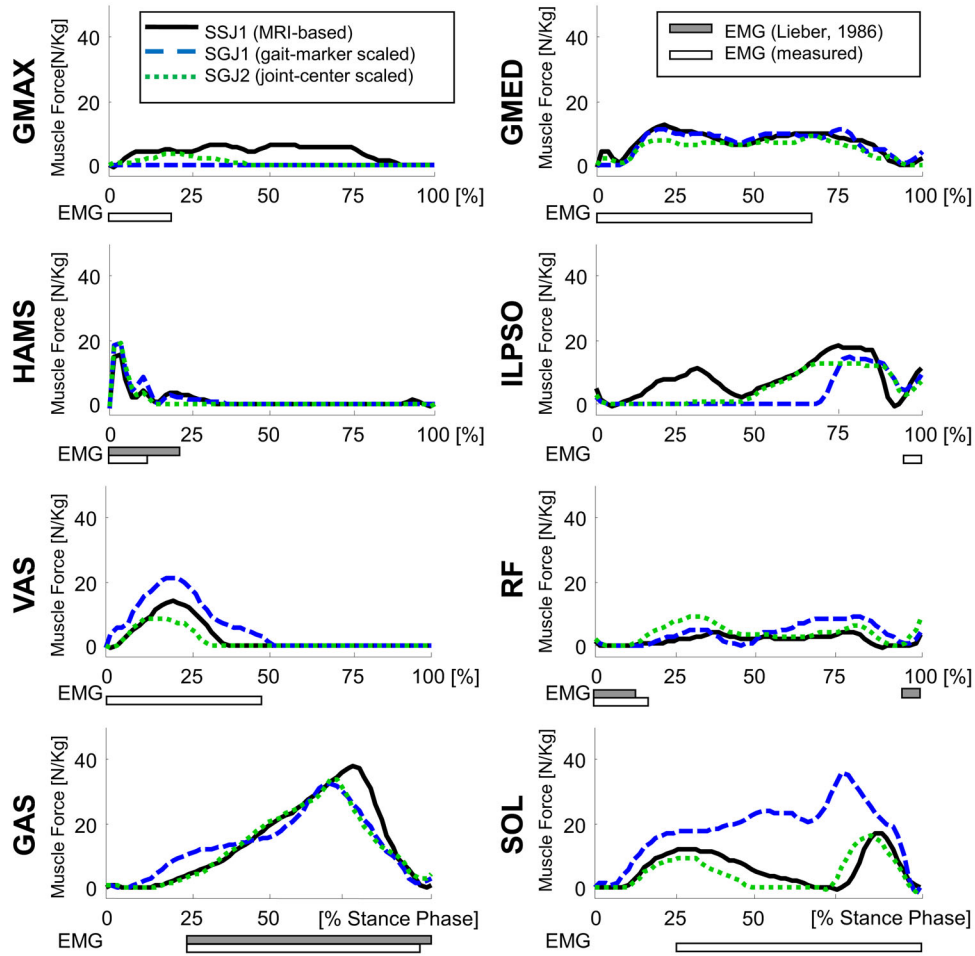 SSJ1 (MRI-based)
SGJ1 (gait-marker scaled)
SGJ2 (joint-center scaled)
EMG (Lieber, 1986)
EMG (measured)
GMAX
Muscle Force[N/Kg]
40
20
0
0 25 50 75 100 [%]
EMG
GMED
Muscle Force [N/Kg]
40
20
0
0 25 50 75 100 [%]
EMG
HAMS
Muscle Force [N/Kg]
40
20
0
0 25 50 75 100 [%]
EMG
ILPSO
Muscle Force [N/Kg]
40
20
0
0 25 50 75 100 [%]
EMG
VAS
Muscle Force [N/Kg]
40
20
0
0 25 50 75 100 [%]
EMG
RF
Muscle Force [N/Kg]
40
20
0
0 25 50 75 100 [%]
EMG
GAS
Muscle Force [N/Kg]
40
20
0
0 25 50 [% Stance Phase]
EMG
SOL
Muscle Force [N/Kg]
40
20
0
0 25 50 [% Stance Phase]
EMG